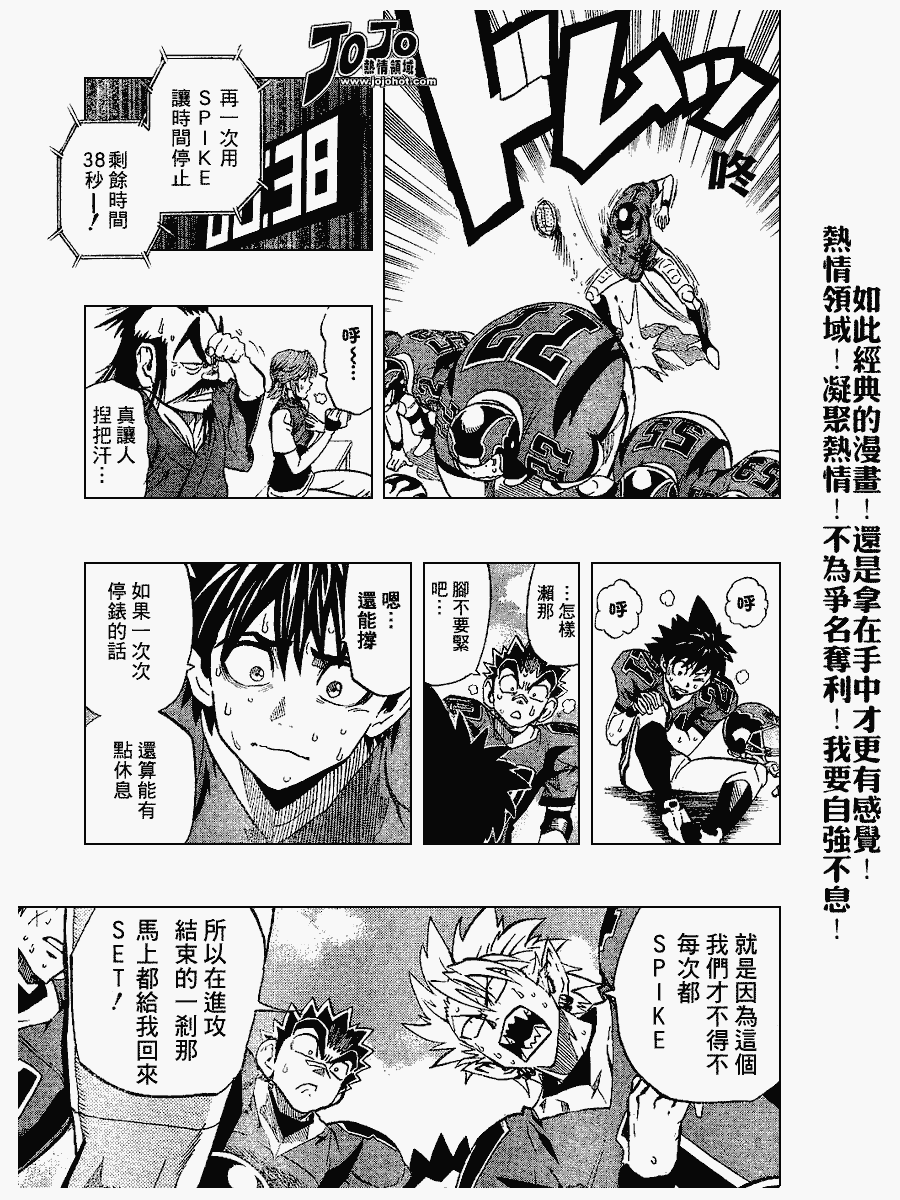 JOJO
熱情領域
www.jojohot.com
ドムッ
咚
22
22
55
52
再一次用
SPIKE
讓時間停止
剩餘時間
38秒—!
:38
呼~~
真讓人
捏把汗…
呼
呼
…怎樣
瀨那
腳不要緊
吧…
嗯…
還能撐
如果一次次
停錶的話
還算能有
點休息
就是因為這個
我們才不得不
每次都
SPIKE
所以在進攻
結束的一剎那
馬上都給我回來
SET!
如此經典的漫畫!還是拿在手中才更有感覺!
熱情領域!凝聚熱情!不為爭名奪利!我要自強不息!